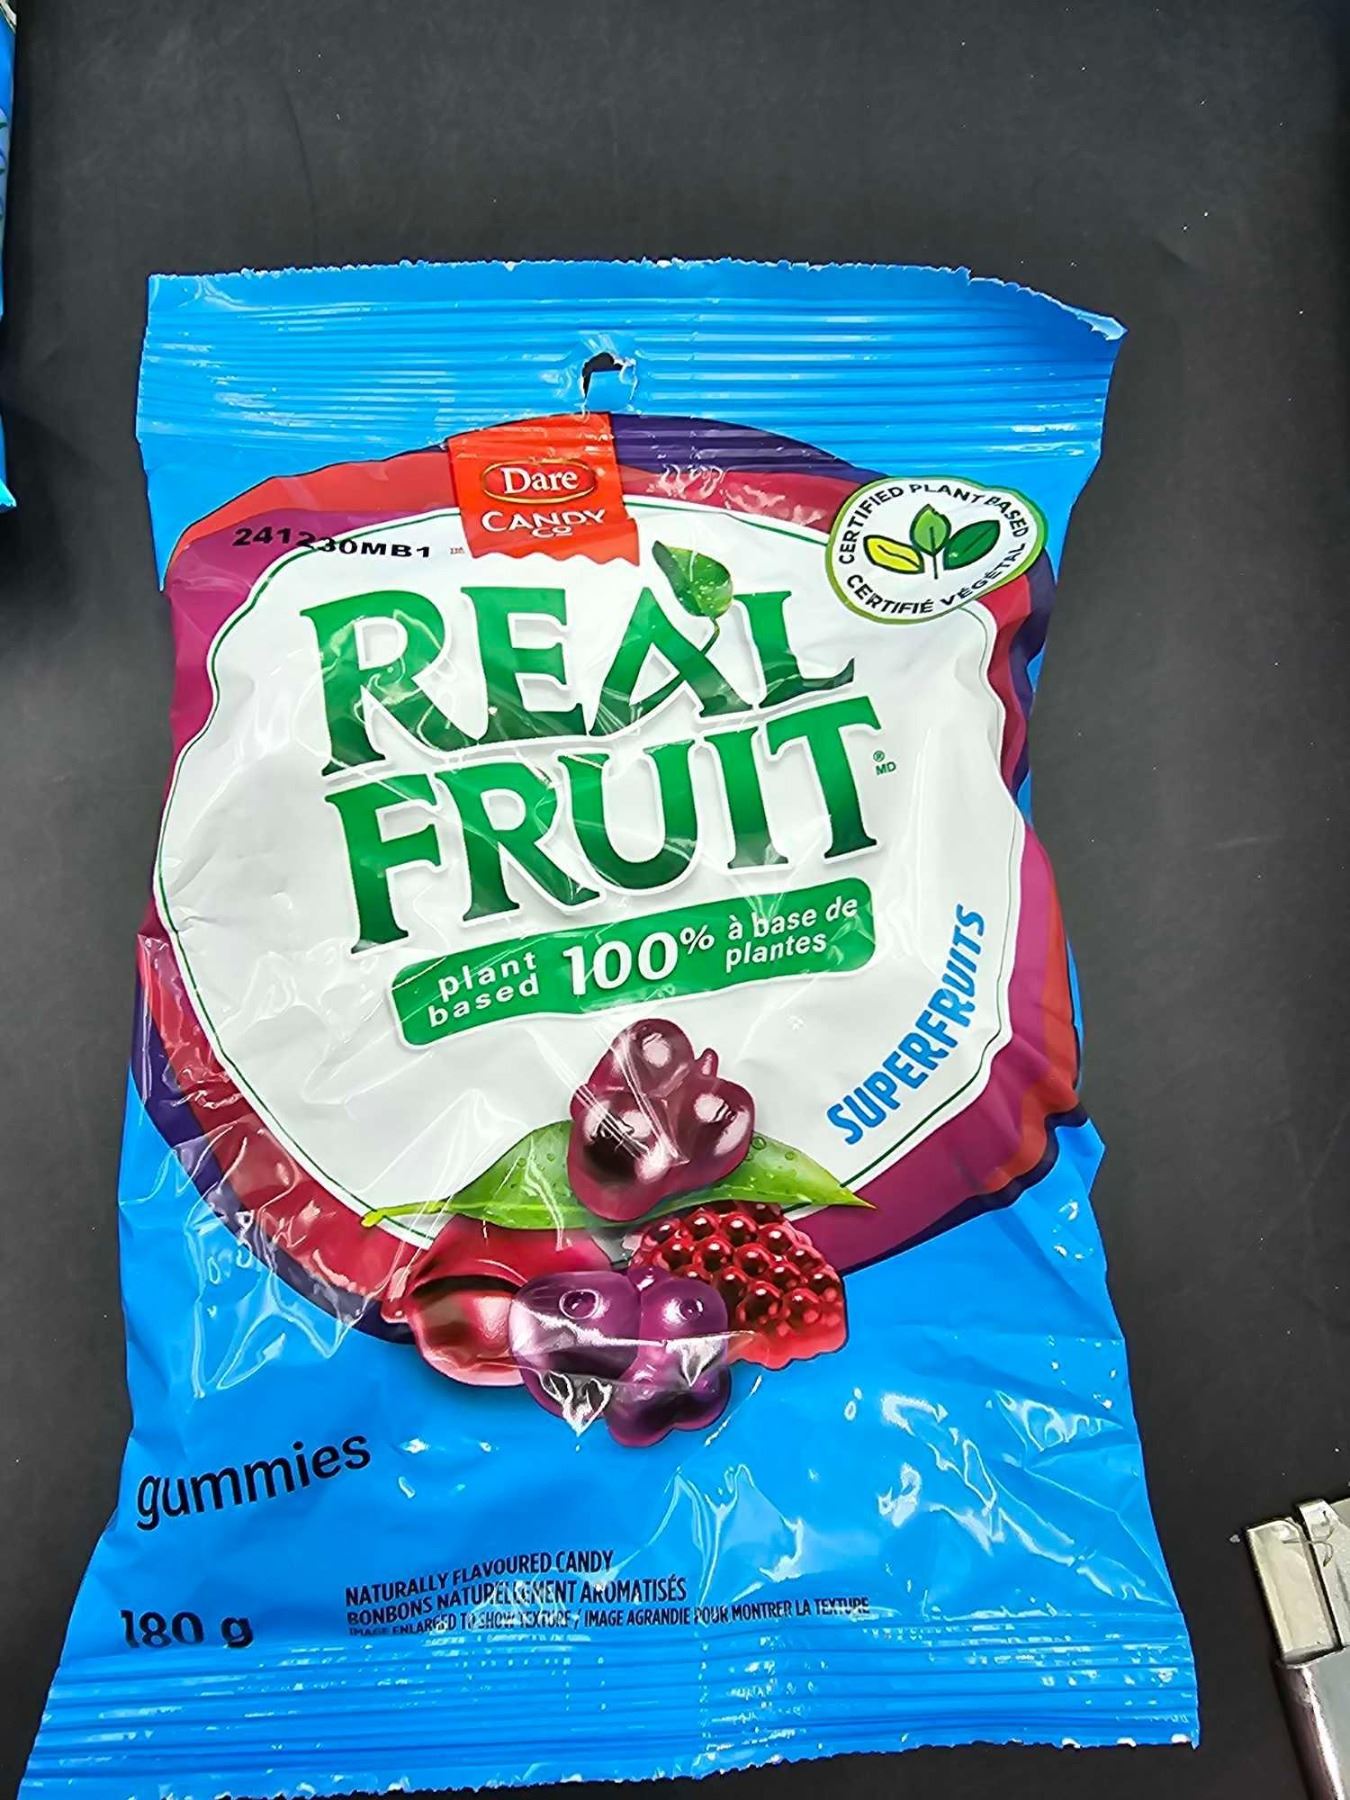 Dare
CANDY
CO
241230MB1
CERTIFIED PLANT BASED
CERTIFIÉ VÉGÉTAL
REAL
FRUIT
®
MD
plant based 100% à base de plantes
SUPERFRUITS
gummies
180 g
NATURALLY FLAVOURED CANDY
BONBONS NATURELLEMENT AROMATISÉS
IMAGE ENLARGED TO SHOW TEXTURE / IMAGE AGRANDIE POUR MONTRER LA TEXTURE